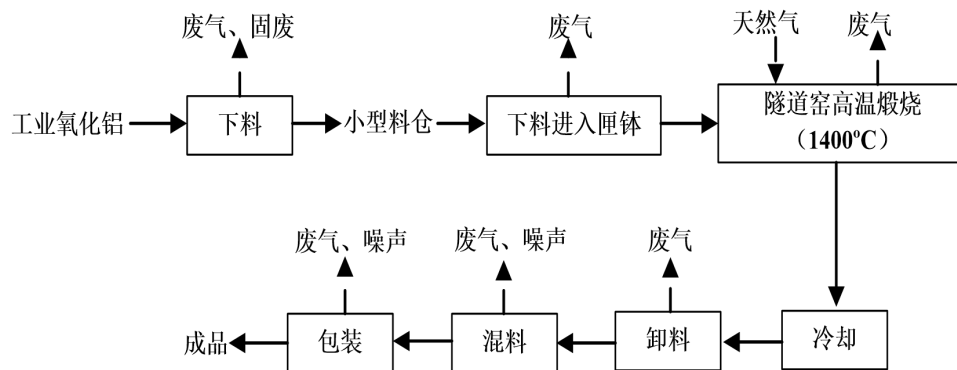 废气、固废
废气
天然气
废气
工业氧化铝
下料
小型料仓
下料进入匣钵
隧道窑高温煅烧
（1400℃）
废气、噪声
废气、噪声
废气
成品
包装
混料
卸料
冷却